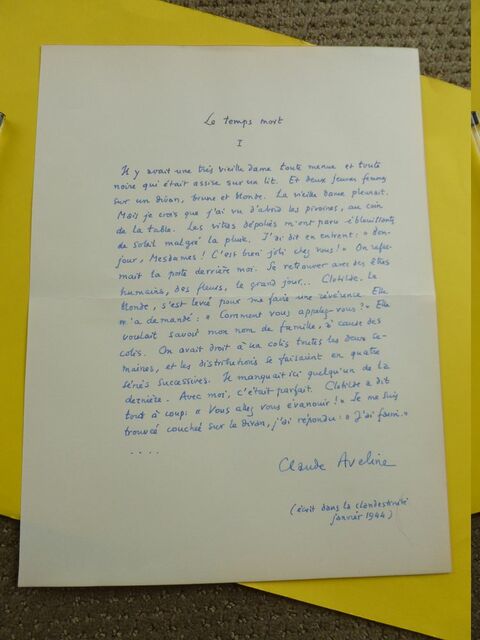 Le temps mort
I
Il y avait une très vieille dame toute menue et toute
noire qui était assise sur un lit. Et deux jeunes femmes
sur un divan, brune et blonde. La vieille dame pleurait.
Mais je crois que j'ai vu d'abord les pivoines, au coin
de la table. Les vitres dépolies m'ont paru éblouissantes
de soleil malgré la pluie. J'ai dit en entrant : « Bon-
jour, Mesdames ! C'est bien joli chez vous ! » On refer-
mait la porte derrière moi. Se retrouver avec des êtres
humains, des fleurs, le grand jour... Clotilde, la
blonde, s'est levée pour me faire une révérence. Elle
m'a demandé : « Comment vous appelez-vous ? » Elle
voulait savoir mon nom de famille, à cause des
colis. On avait droit à un colis toutes les deux se-
maines, et les distributions se faisaient en quatre
séries successives. Il manquait ici quelqu'un de la
dernière. Avec moi, c'était parfait. Clotilde a dit
tout à coup : « Vous allez vous évanouir ! » Je me suis
trouvé couché sur le divan, j'ai répondu : « J'ai faim. »
....
Claude Aveline
(écrit dans la clandestinité
janvier 1944)